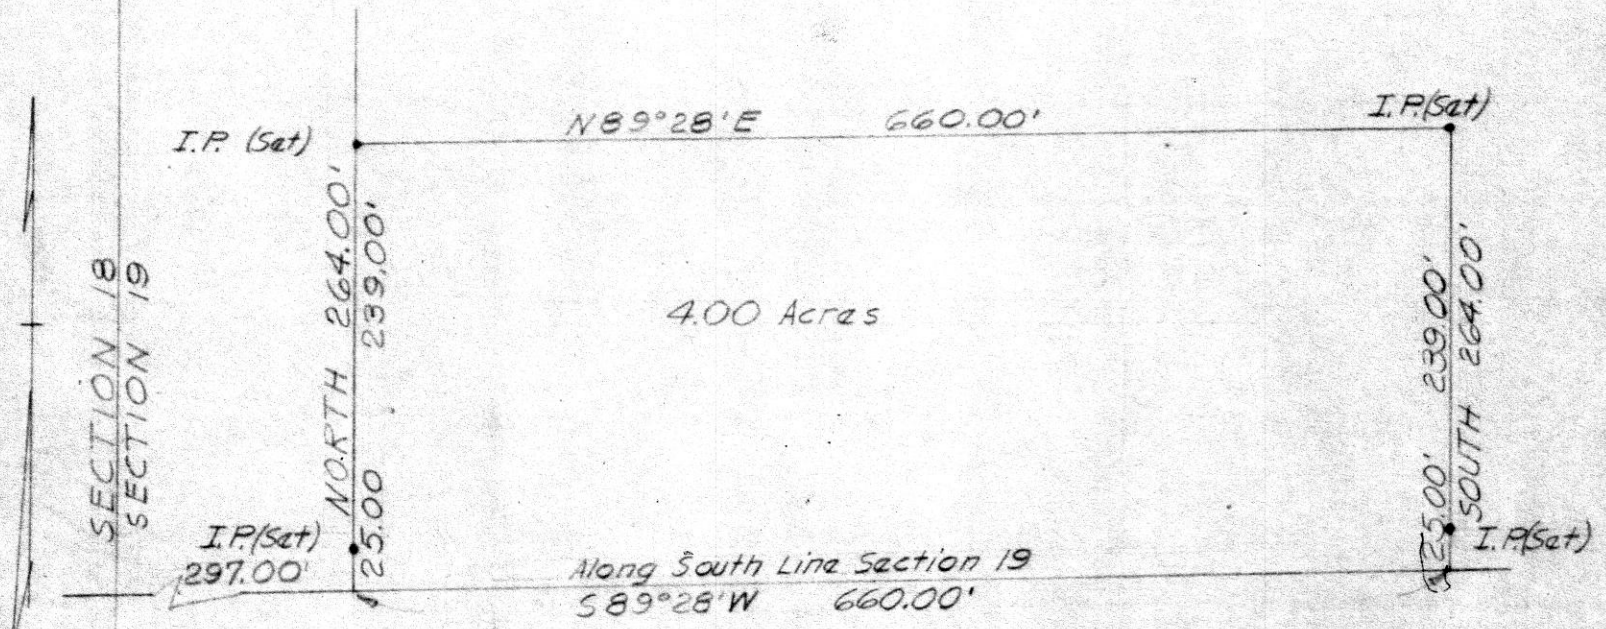 I.P. (Set)
N89°28'E 660.00'
I.P.(Set)
SECTION 18
SECTION 19
NORTH 264.00'
239.00'
25.00
4.00 Acres
239.00'
25.00'
SOUTH 264.00'
I.P.(Set)
297.00'
Along South Line Section 19
S89°28'W 660.00'
I.P.(Set)